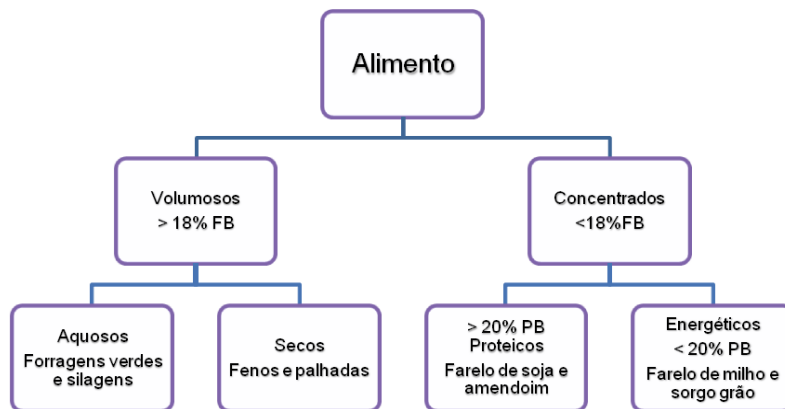 Alimento
Volumosos
> 18% FB
Concentrados
<18%FB
Aquosos
Forragens verdes
e silagens
Secos
Fenos e palhadas
> 20% PB
Proteicos
Farelo de soja e
amendoim
Energéticos
< 20% PB
Farelo de milho e
sorgo grão